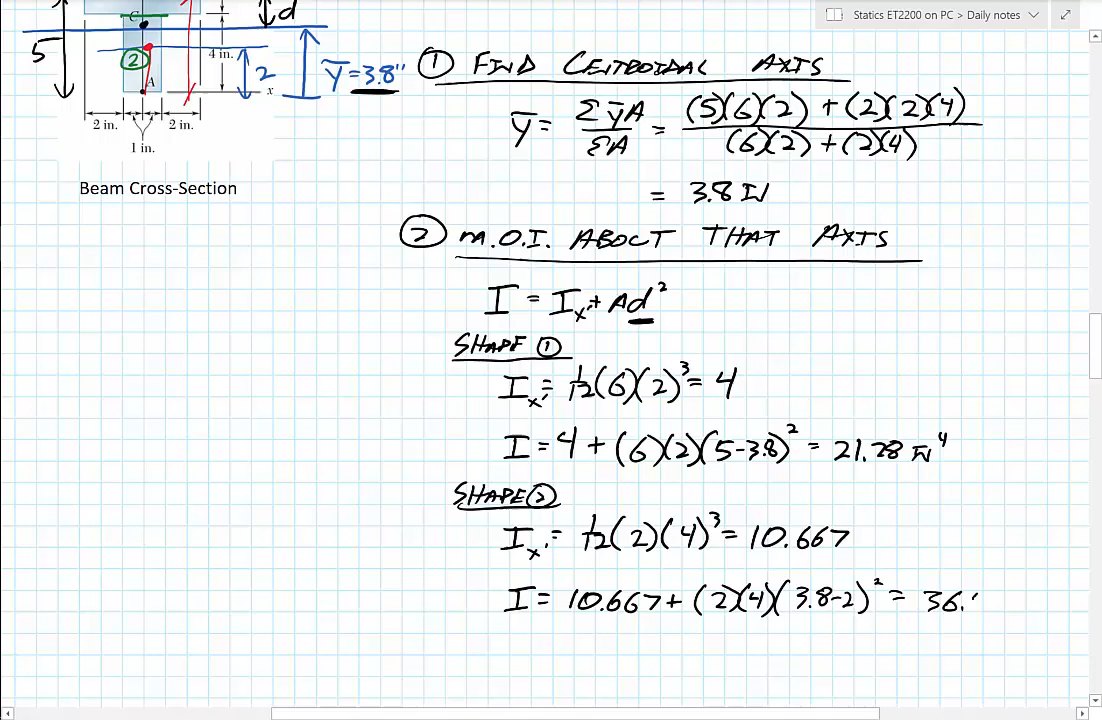 Statics ET2200 on PC > Daily notes
C
d
5
2
4 in.
2
ȳ = 3.8"
A
x
2 in. 2 in.
1 in.
Beam Cross-Section
① FIND CENTROIDAL AXIS
ȳ = ΣȳA / ΣA = (5)(6)(2) + (2)(2)(4) / (6)(2) + (2)(4)
= 3.8 IN
② M.O.I. ABOUT THAT AXIS
I = Ix' + Ad²
SHAPE ①
Ix' = 1/12 (6)(2)³ = 4
I = 4 + (6)(2)(5-3.8)² = 21.28 IN⁴
SHAPE ②
Ix' = 1/12 (2)(4)³ = 10.667
I = 10.667 + (2)(4)(3.8-2)² = 36.